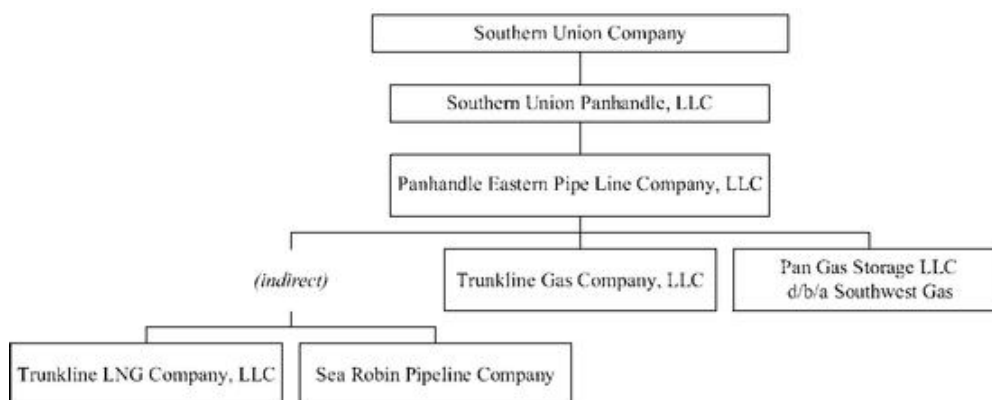 Southern Union Company
Southern Union Panhandle, LLC
Panhandle Eastern Pipe Line Company, LLC
(indirect)
Trunkline Gas Company, LLC
Pan Gas Storage LLC
d/b/a Southwest Gas
Trunkline LNG Company, LLC
Sea Robin Pipeline Company